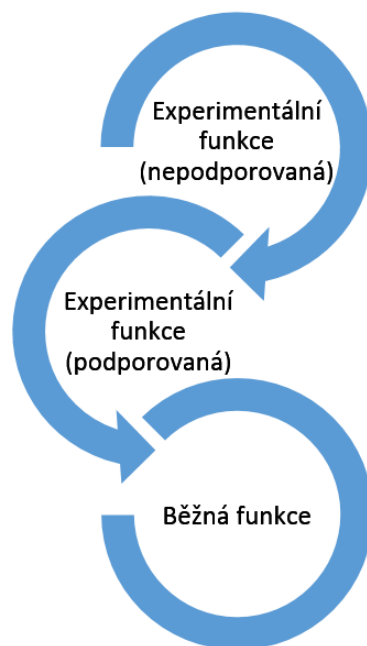 Experimentální
funkce
(nepodporovaná)
Experimentální
funkce
(podporovaná)
Běžná funkce